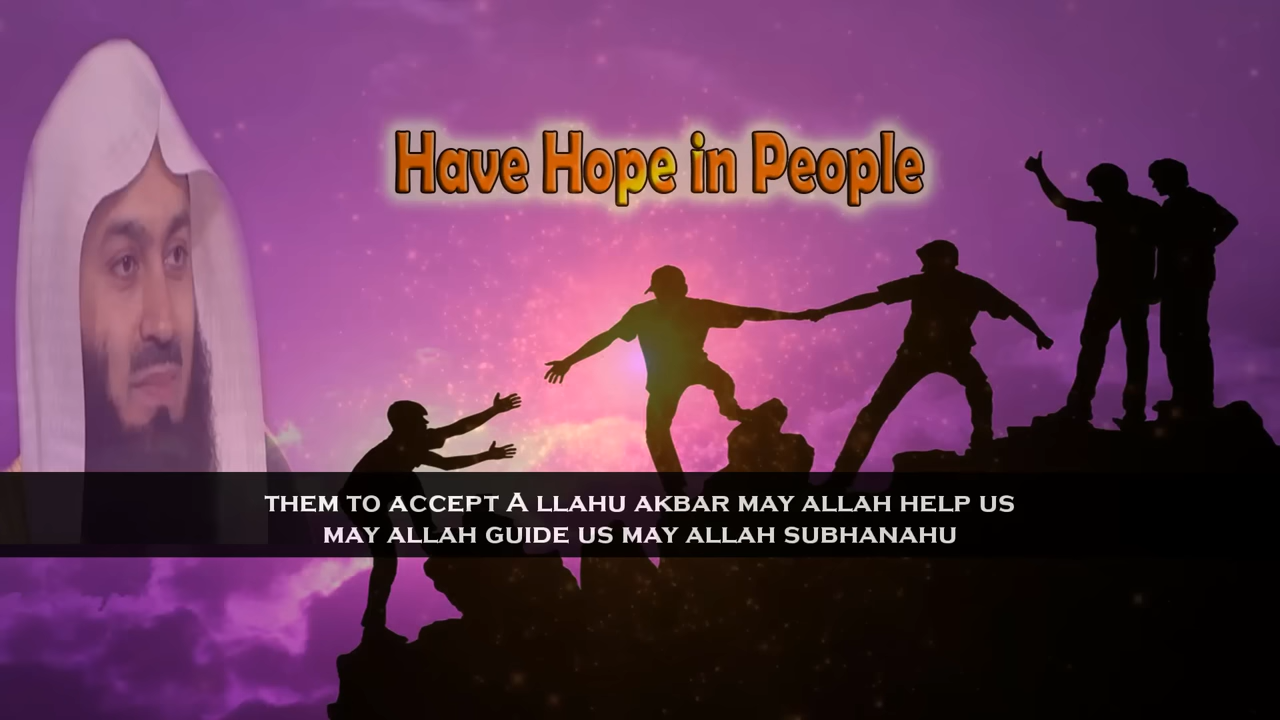 Have Hope in People
THEM TO ACCEPT A LLAHU AKBAR MAY ALLAH HELP US
MAY ALLAH GUIDE US MAY ALLAH SUBHANAHU